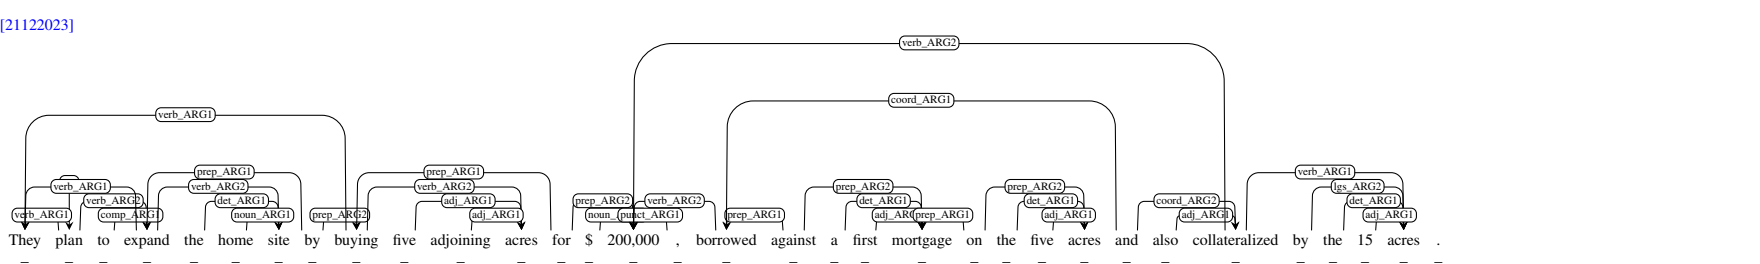 [21122023]
verb_ARG2
coord_ARG1
verb_ARG1
prep_ARG1 prep_ARG1 verb_ARG1
verb_ARG1 verb_ARG2 verb_ARG2 prep_ARG2 prep_ARG2 lgs_ARG2
verb_ARG2 det_ARG1 adj_ARG1 prep_ARG2 verb_ARG2 det_ARG1 det_ARG1 coord_ARG2 det_ARG1
verb_ARG1 comp_ARG1 noun_ARG1 prep_ARG2 adj_ARG1 noun_ punct_ARG1 prep_ARG1 adj_ARG prep_ARG1 adj_ARG1 adj_ARG1 adj_ARG1
They plan to expand the home site by buying five adjoining acres for $ 200,000 , borrowed against a first mortgage on the five acres and also collateralized by the 15 acres .
_ _ _ _ _ _ _ _ _ _ _ _ _ _ _ _ _ _ _ _ _ _ _ _ _ _ _ _ _ _ _ _ _